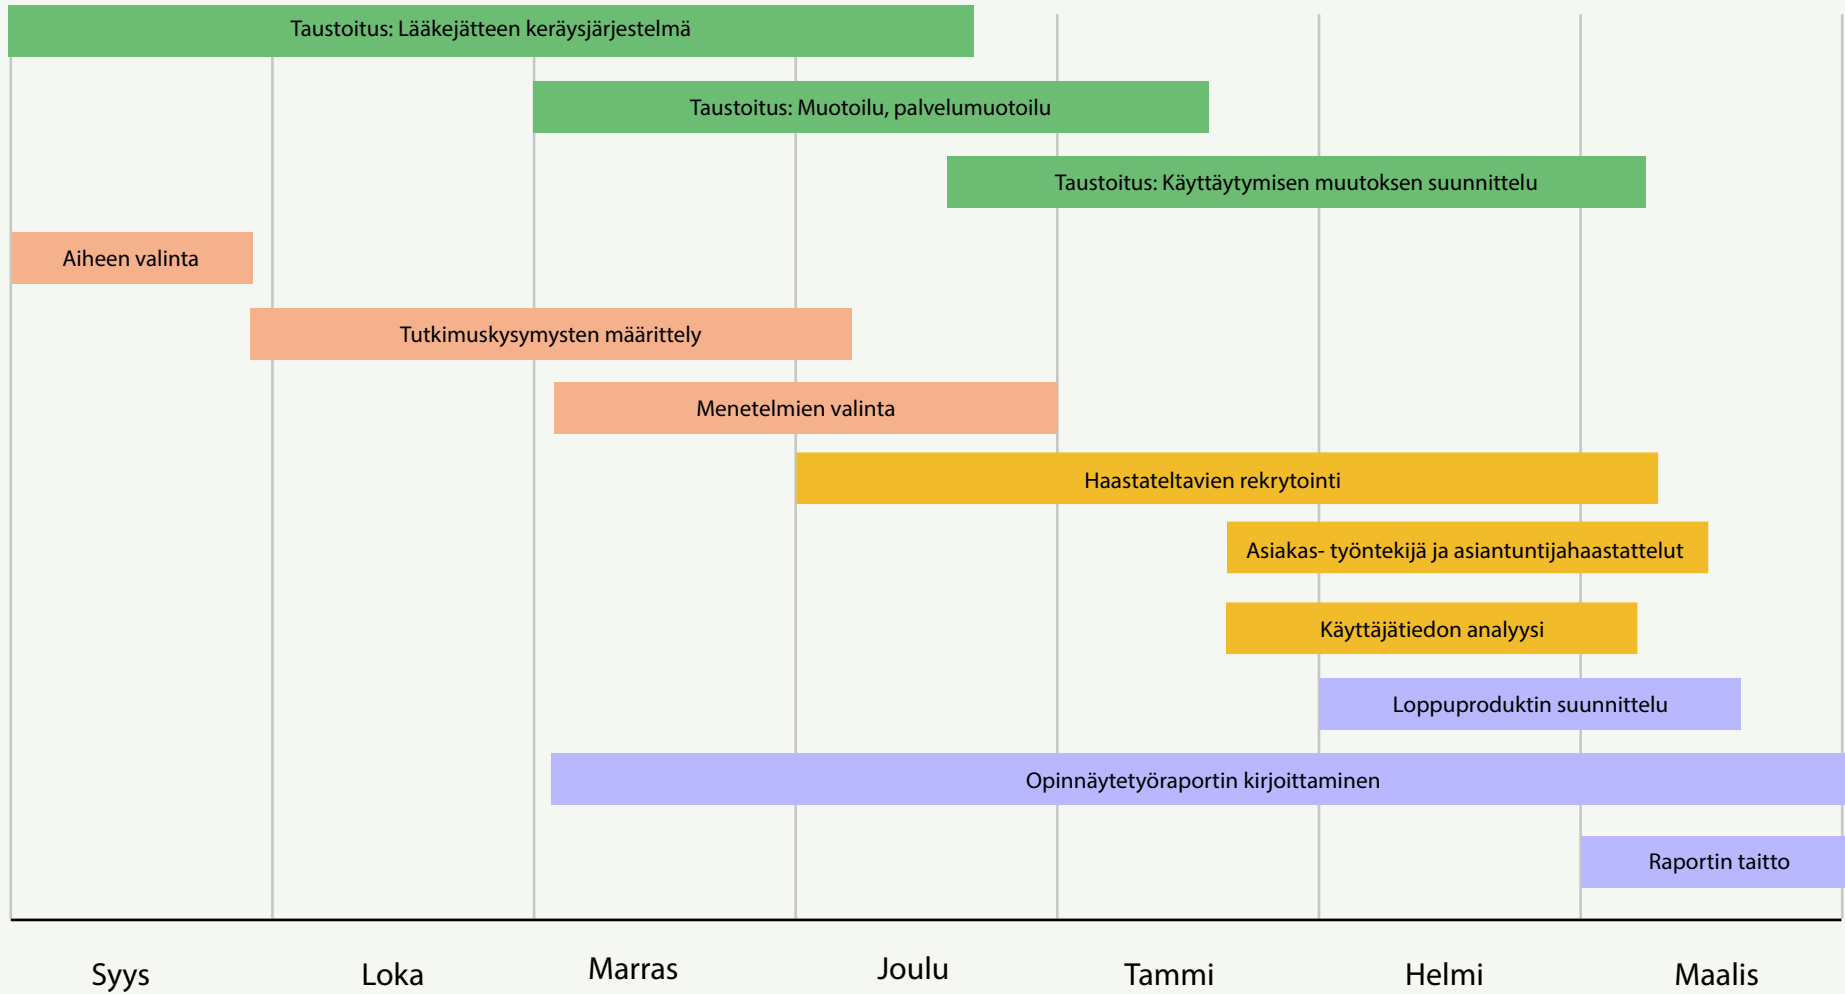 Taustoitus: Lääkejätteen keräysjärjestelmä
Taustoitus: Muotoilu, palvelumuotoilu
Taustoitus: Käyttäytymisen muutoksen suunnittelu
Aiheen valinta
Tutkimuskysymysten määrittely
Menetelmien valinta
Haastateltavien rekrytointi
Asiakas- työntekijä ja asiantuntijahaastattelut
Käyttäjätiedon analyysi
Loppuproduktin suunnittelu
Opinnäytetyöraportin kirjoittaminen
Raportin taitto
Syys Loka Marras Joulu Tammi Helmi Maalis